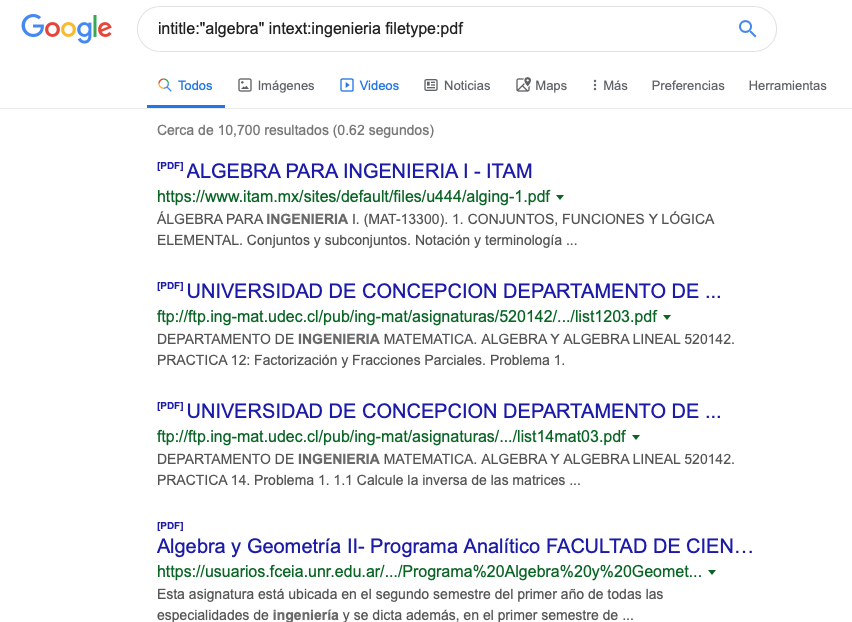 Google
intitle:"algebra" intext:ingenieria filetype:pdf
Todos Imágenes Videos Noticias Maps Más Preferencias Herramientas
Cerca de 10,700 resultados (0.62 segundos)
[PDF] ALGEBRA PARA INGENIERIA I - ITAM
https://www.itam.mx/sites/default/files/u444/alging-1.pdf
ÁLGEBRA PARA INGENIERIA I. (MAT-13300). 1. CONJUNTOS, FUNCIONES Y LÓGICA
ELEMENTAL. Conjuntos y subconjuntos. Notación y terminología ...
[PDF] UNIVERSIDAD DE CONCEPCION DEPARTAMENTO DE ...
ftp://ftp.ing-mat.udec.cl/pub/ing-mat/asignaturas/520142/.../list1203.pdf
DEPARTAMENTO DE INGENIERIA MATEMATICA. ALGEBRA Y ALGEBRA LINEAL 520142.
PRACTICA 12: Factorización y Fracciones Parciales. Problema 1.
[PDF] UNIVERSIDAD DE CONCEPCION DEPARTAMENTO DE ...
ftp://ftp.ing-mat.udec.cl/pub/ing-mat/asignaturas/.../list14mat03.pdf
DEPARTAMENTO DE INGENIERIA MATEMATICA. ALGEBRA Y ALGEBRA LINEAL 520142.
PRACTICA 14. Problema 1. 1.1 Calcule la inversa de las matrices ...
[PDF]
Algebra y Geometría II- Programa Analítico FACULTAD DE CIEN...
https://usuarios.fceia.unr.edu.ar/.../Programa%20Algebra%20y%20Geomet...
Esta asignatura está ubicada en el segundo semestre del primer año de todas las
especialidades de ingeniería y se dicta además, en el primer semestre de ...